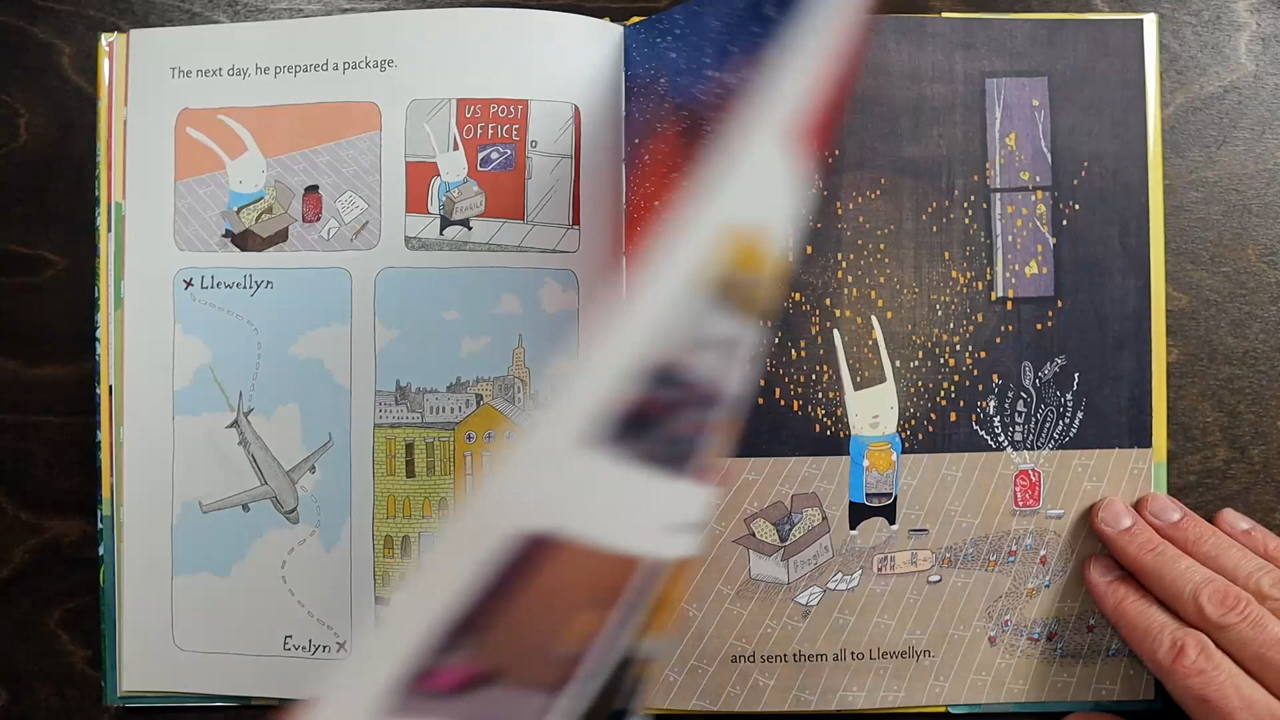 The next day, he prepared a package.
US POST
OFFICE
FRAGILE
Llewellyn
Evelyn
BEEP!
Fragile
and sent them all to Llewellyn.